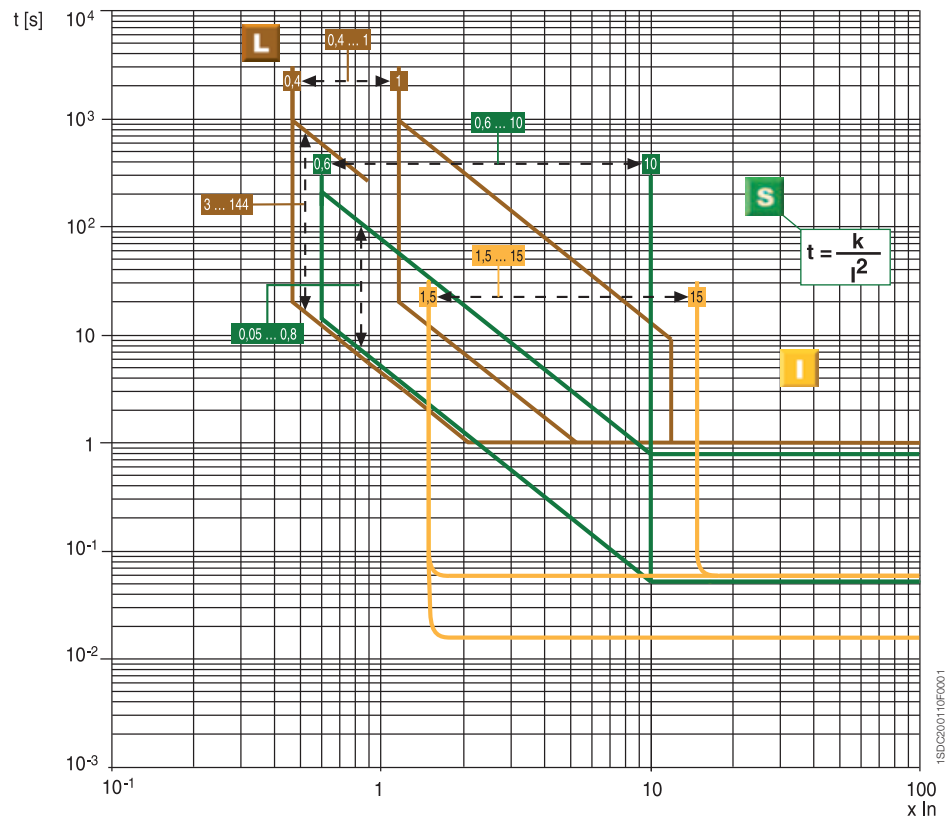 t [s]
10⁴
L
0,4 ... 1
0,4
1
10³
0,6 ... 10
0,6
10
3 ... 144
S
t = k / I²
10²
1,5 ... 15
1,5
15
0,05 ... 0,8
10
I
1
10⁻¹
10⁻²
10⁻³
10⁻¹
1
10
100
x In
1SDC200110F0001